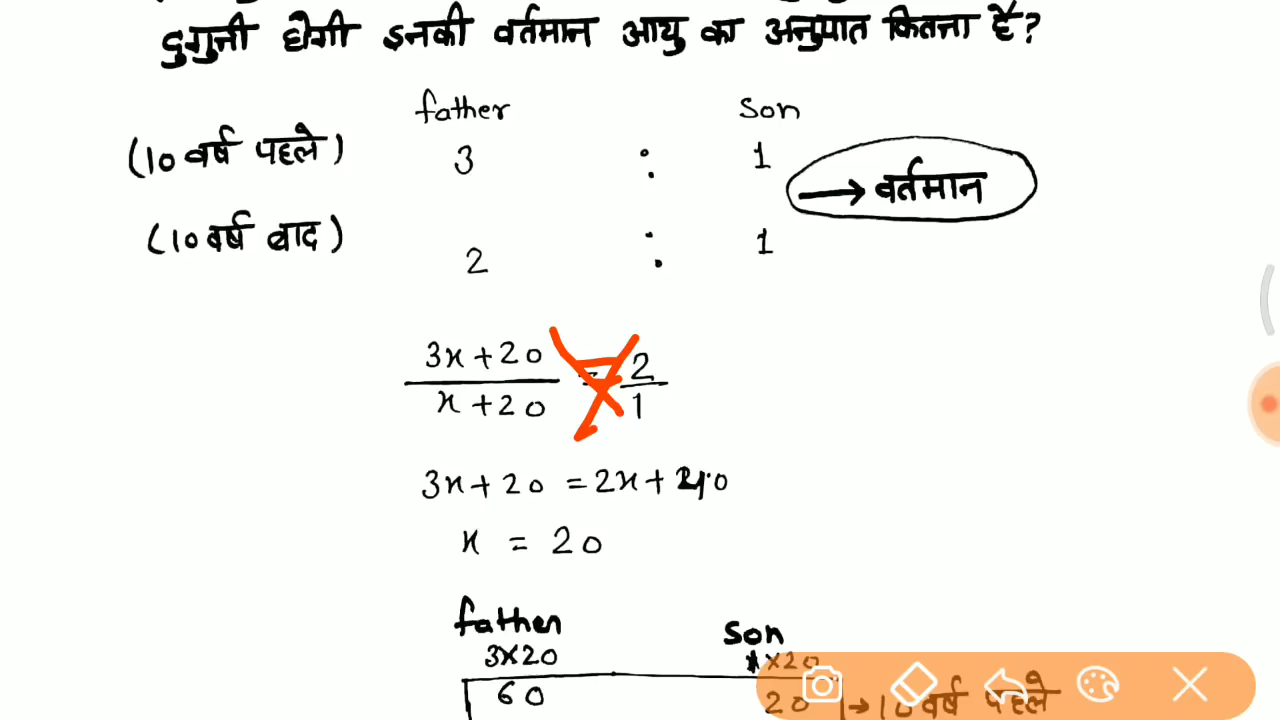 दुगुनी होगी इनकी वर्तमान आयु का अनुपात कितना है?
father son
(10 वर्ष पहले) 3 : 1
→ वर्तमान
(10 वर्ष बाद) 2 : 1
3x+20 = 2
x+20 1
3x+20 = 2x+40
x = 20
father son
3×20 1×20
60 20 → 10 वर्ष पहले